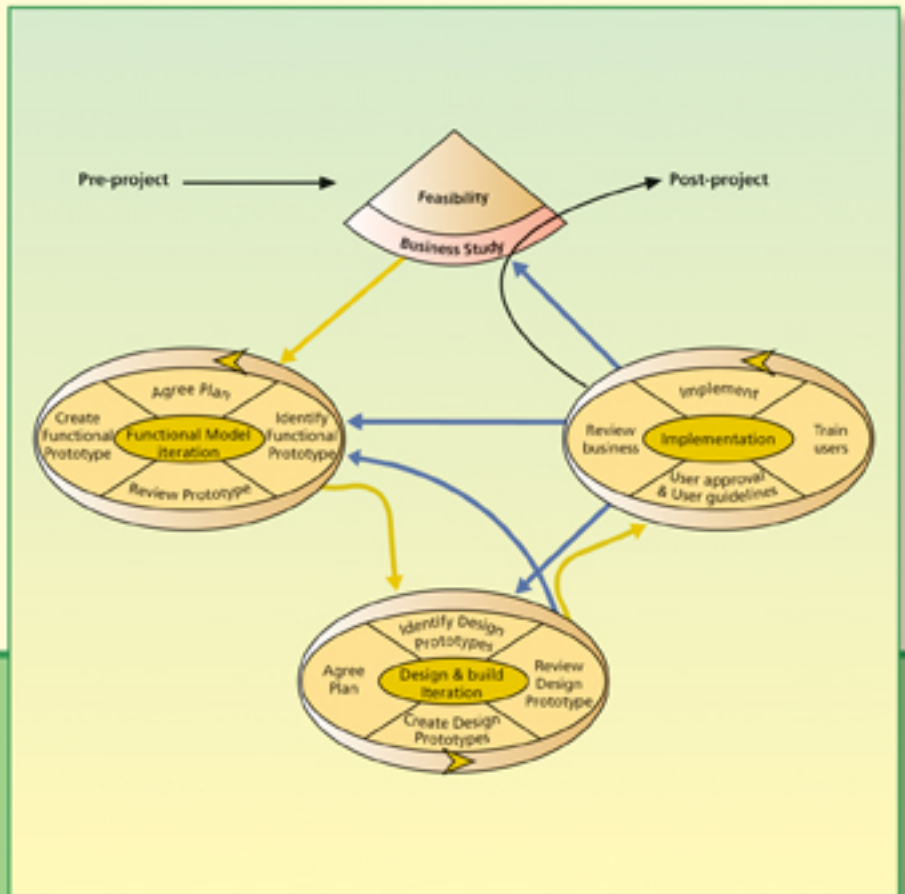 Pre-project
Post-project
Feasibility
Business Study
Agree Plan
Create
Functional
Prototype
Functional Model
iteration
Identify
Functional
Prototype
Review Prototype
Implement
Review
business
Implementation
Train
users
User approval
& User guidelines
Identify Design
Prototypes
Agree
Plan
Design & build
Iteration
Review
Design
Prototype
Create Design
Prototypes